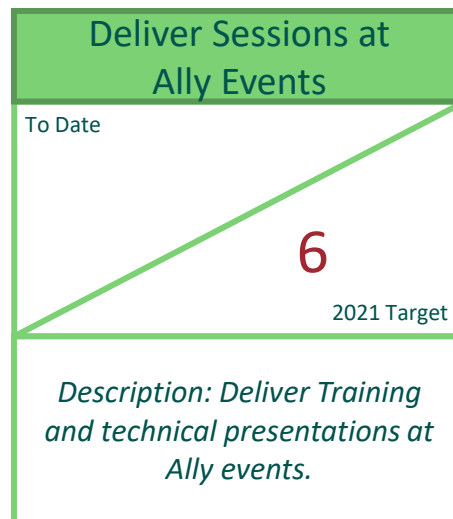 Deliver Sessions at
Ally Events
To Date
6
2021 Target
Description: Deliver Training
and technical presentations at
Ally events.